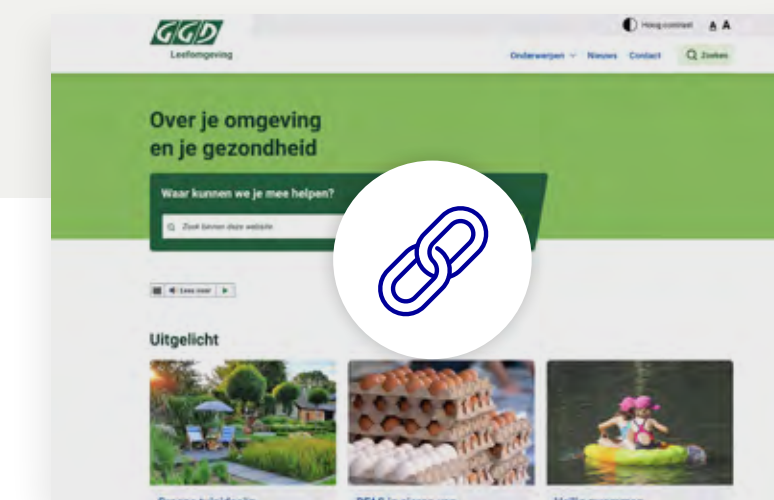 GGD
Leefomgeving
Hoog contrast A A
Onderwerpen Nieuws Contact Zoeken
Over je omgeving
en je gezondheid
Waar kunnen we je mee helpen?
Zoek binnen deze website
Lees voor
Uitgelicht